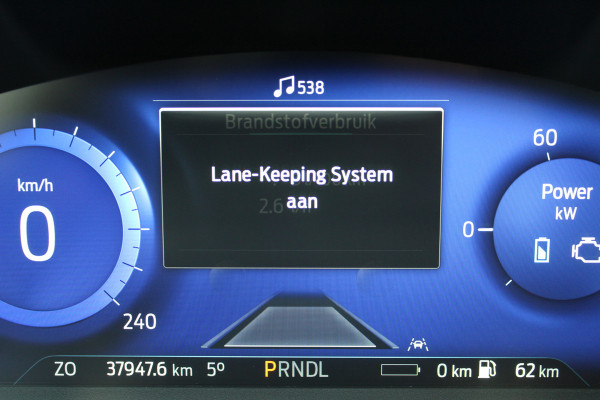 538
Brandstofverbruik
Lane-Keeping System
aan
km/h
0
240
60
Power
kW
0
ZO 37947.6 km 5° PRNDL 0 km 62 km